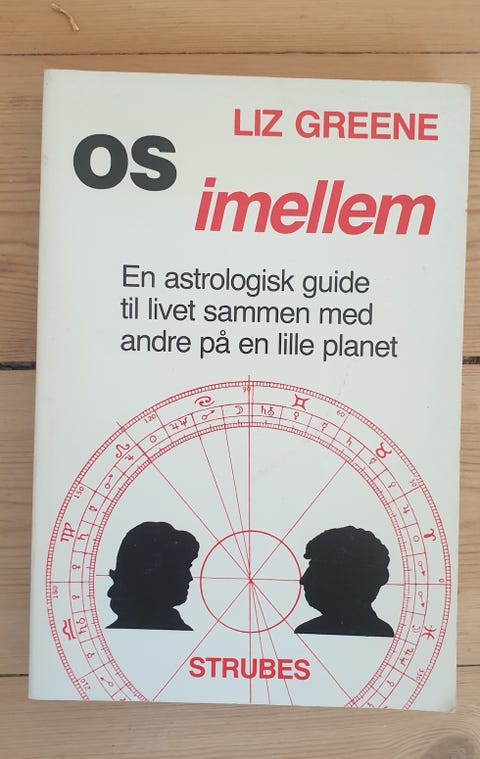 LIZ GREENE
os
imellem
En astrologisk guide
til livet sammen med
andre på en lille planet
STRUBES